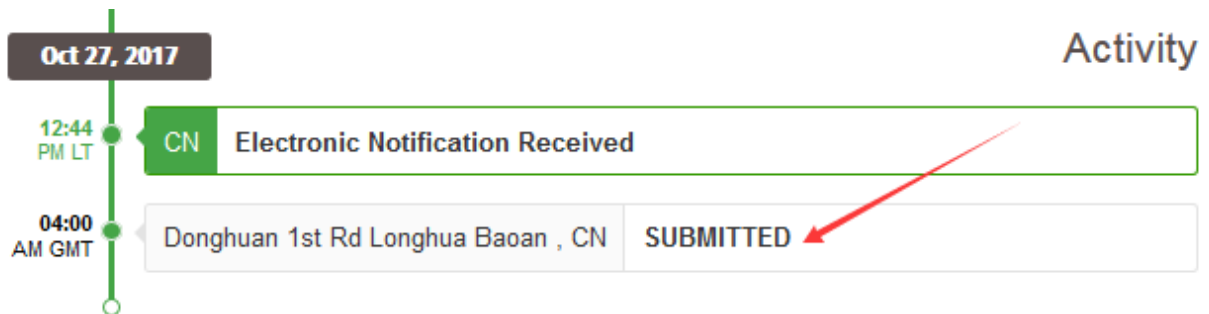 Oct 27, 2017
Activity
12:44
PM LT
CN Electronic Notification Received
04:00
AM GMT
Donghuan 1st Rd Longhua Baoan , CN SUBMITTED